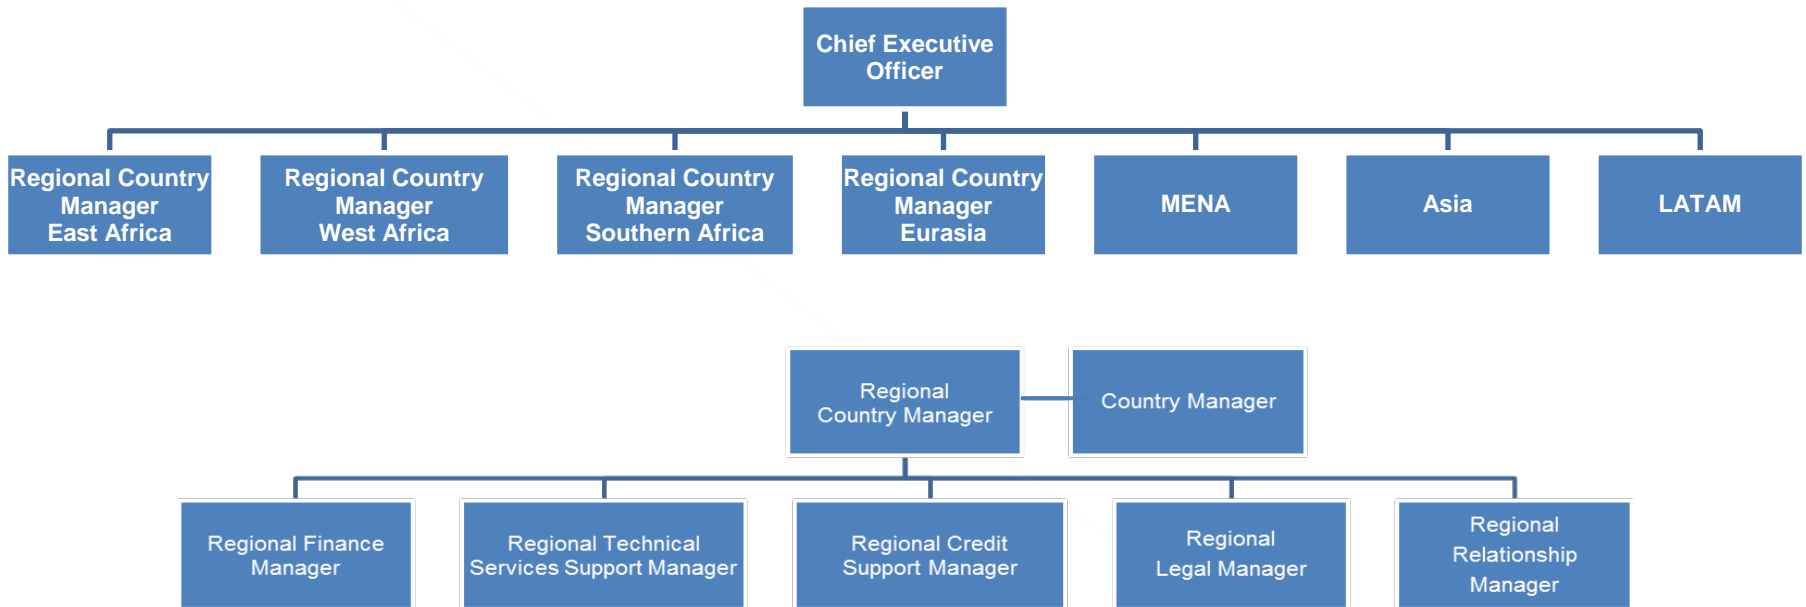 Chief Executive
Officer
Regional Country
Manager
East Africa
Regional Country
Manager
West Africa
Regional Country
Manager
Southern Africa
Regional Country
Manager
Eurasia
MENA
Asia
LATAM
Regional
Country Manager
Country Manager
Regional Finance
Manager
Regional Technical
Services Support Manager
Regional Credit
Support Manager
Regional
Legal Manager
Regional
Relationship
Manager